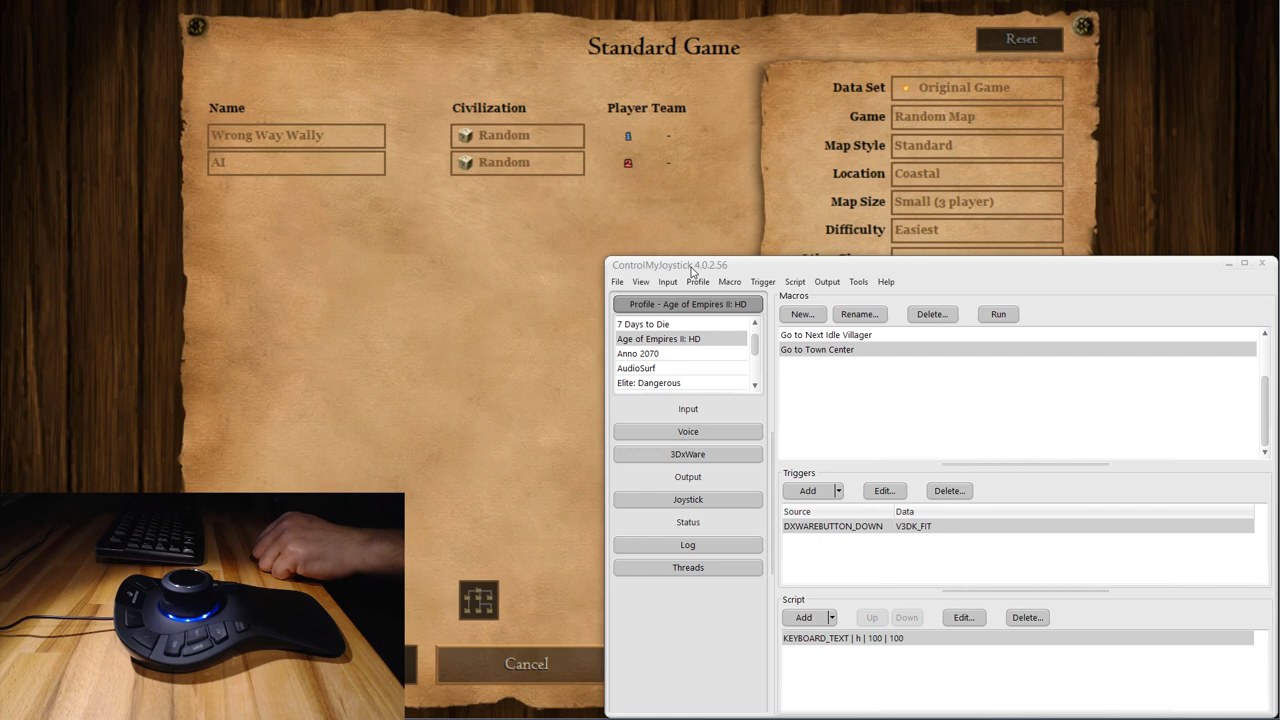 Standard Game
Reset
Name
Civilization
Player Team
Wrong Way Wally
Random
1
-
AI
Random
2
-
Data Set
Original Game
Game
Random Map
Map Style
Standard
Location
Coastal
Map Size
Small (3 player)
Difficulty
Easiest
Cancel
ControlMyJoystick 4.0.2.56
File
View
Input
Profile
Macro
Trigger
Script
Output
Tools
Help
Profile - Age of Empires II: HD
7 Days to Die
Age of Empires II: HD
Anno 2070
AudioSurf
Elite: Dangerous
Input
Voice
3DxWare
Output
Joystick
Status
Log
Threads
Macros
New...
Rename...
Delete...
Run
Go to Next Idle Villager
Go to Town Center
Triggers
Add
Edit...
Delete...
Source
Data
DXWAREBUTTON_DOWN
V3DK_FIT
Script
Add
Up
Down
Edit...
Delete...
KEYBOARD_TEXT | h | 100 | 100